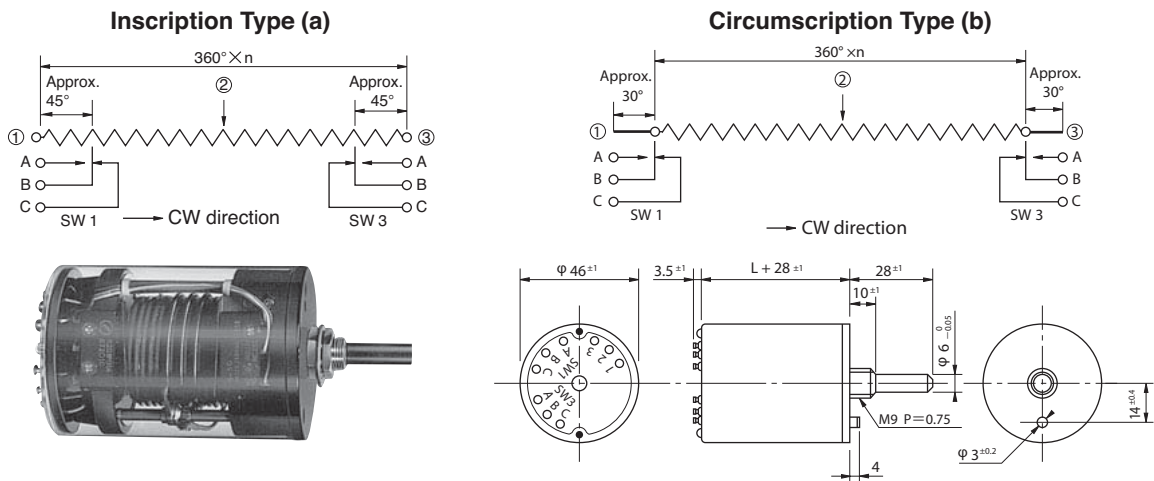 Inscription Type (a)
360°×n
Approx.
45°
②
Approx.
45°
①
③
A
B
C
A
B
C
SW 1
SW 3
CW direction
Circumscription Type (b)
360° ×n
Approx.
30°
②
Approx.
30°
①
③
A
B
C
A
B
C
SW 1
SW 3
CW direction
φ 46±1
3.5±1
L + 28±1
28±1
10±1
φ 6 0 −0.05
A B C
SW1
3 2 1
SW3
A B C
M9 P=0.75
14±0.4
φ 3±0.2
4